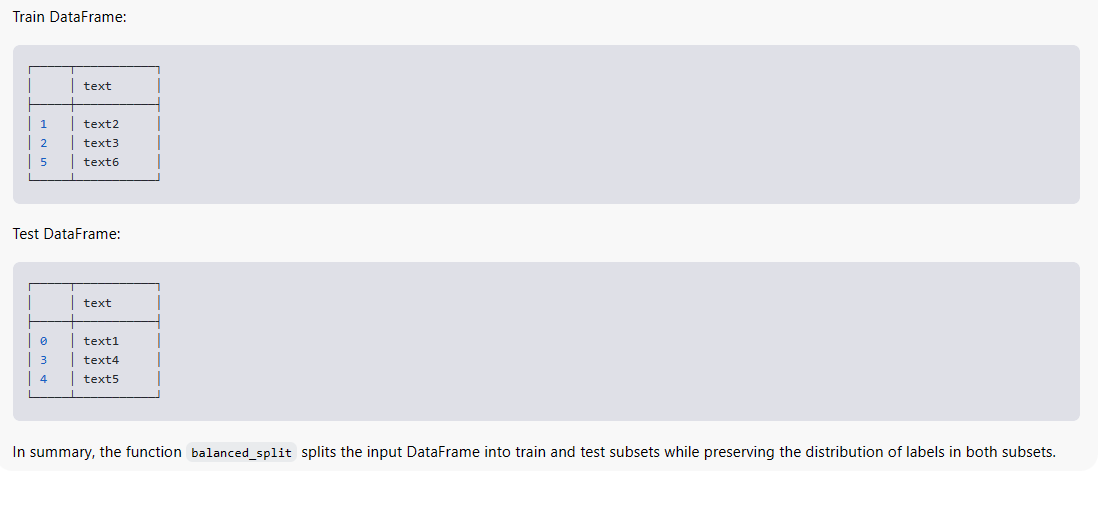 Train DataFrame:
text
1 text2
2 text3
5 text6
Test DataFrame:
text
0 text1
3 text4
4 text5
In summary, the function balanced_split splits the input DataFrame into train and test subsets while preserving the distribution of labels in both subsets.